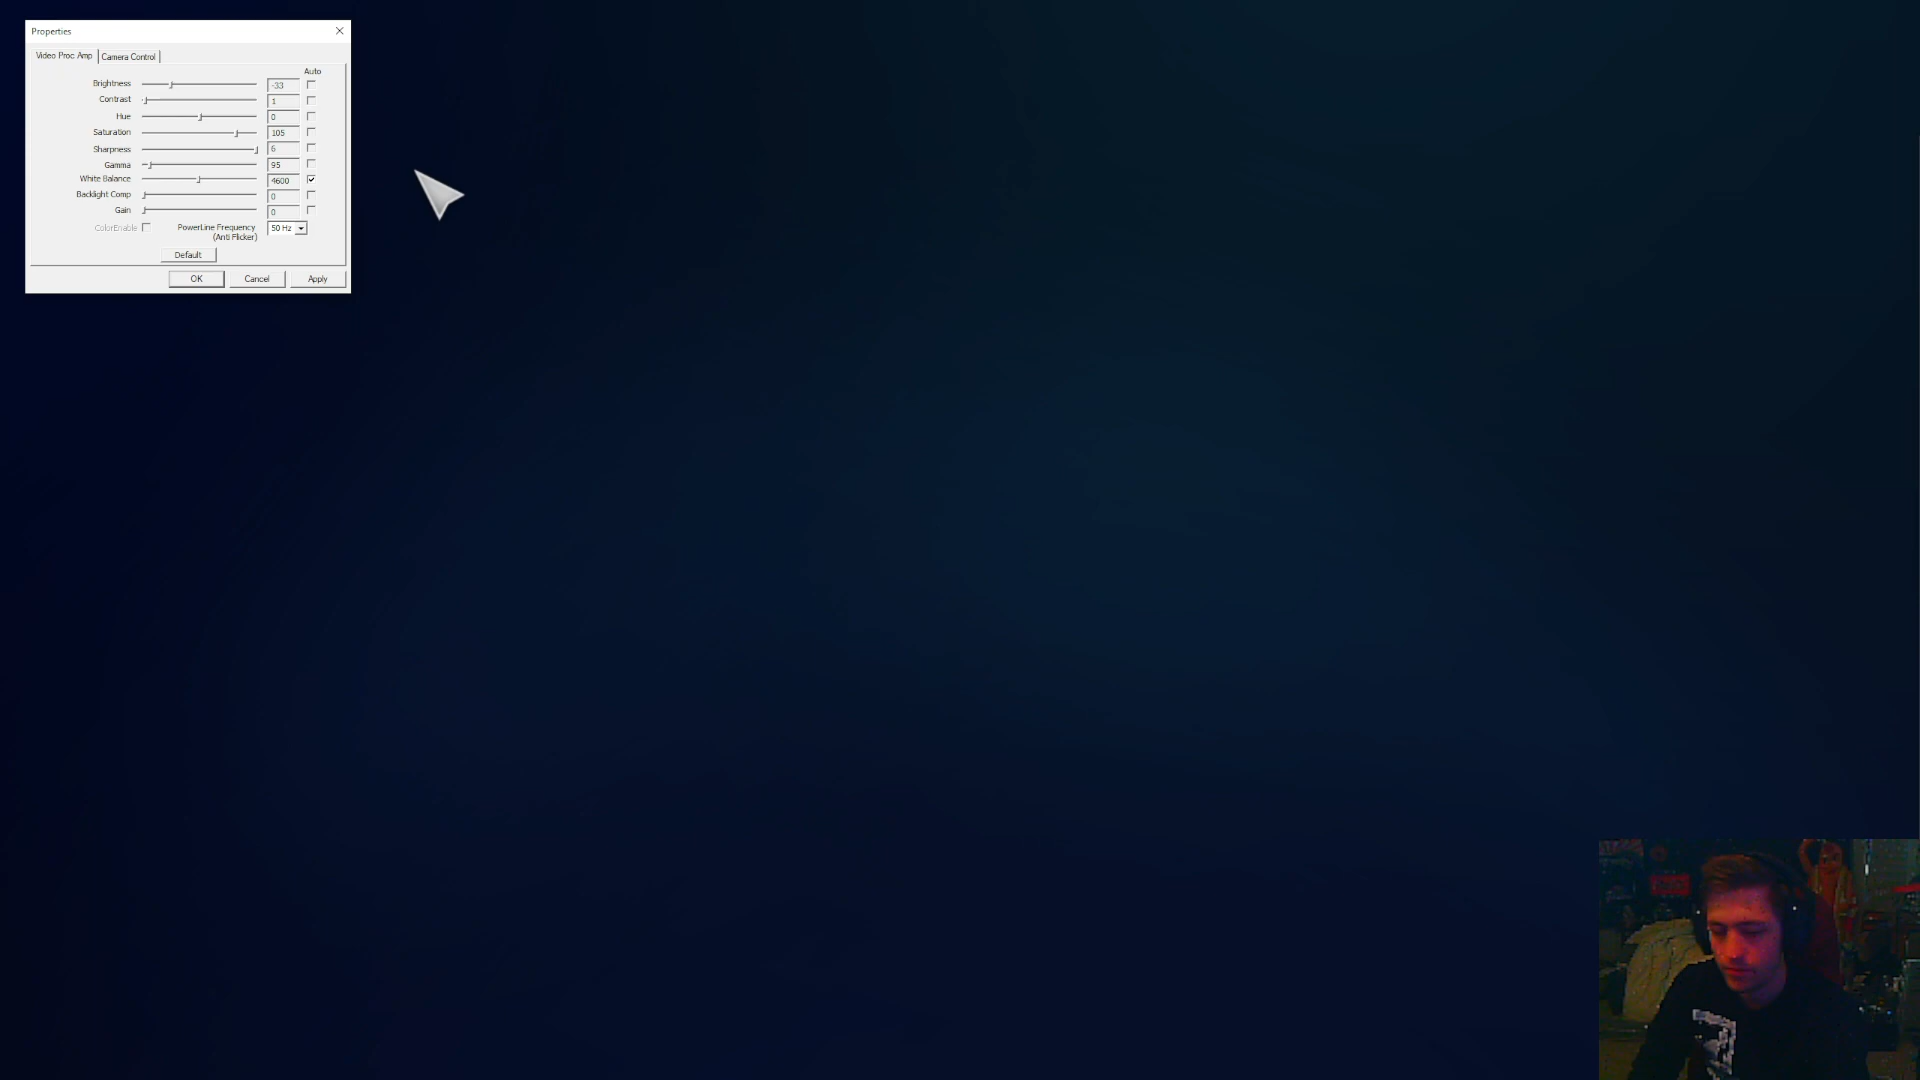 Properties
Video Proc Amp Camera Control
Auto
Brightness -33
Contrast 1
Hue 0
Saturation 105
Sharpness 6
Gamma 95
White Balance 4600
Backlight Comp 0
Gain 0
ColorEnable PowerLine Frequency (Anti Flicker) 50 Hz
Default
OK Cancel Apply